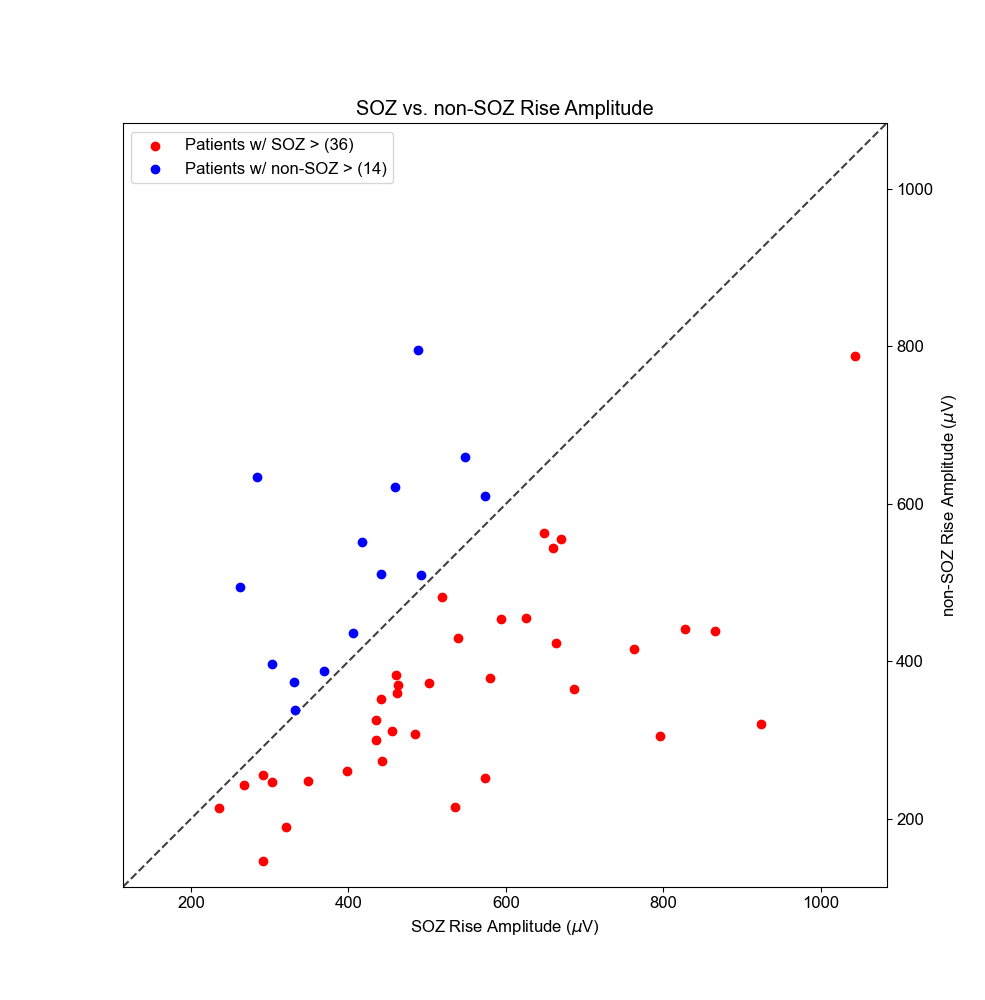 SOZ vs. non-SOZ Rise Amplitude
Patients w/ SOZ > (36)
Patients w/ non-SOZ > (14)
1000
800
600
400
200
non-SOZ Rise Amplitude (μV)
200 400 600 800 1000
SOZ Rise Amplitude (μV)